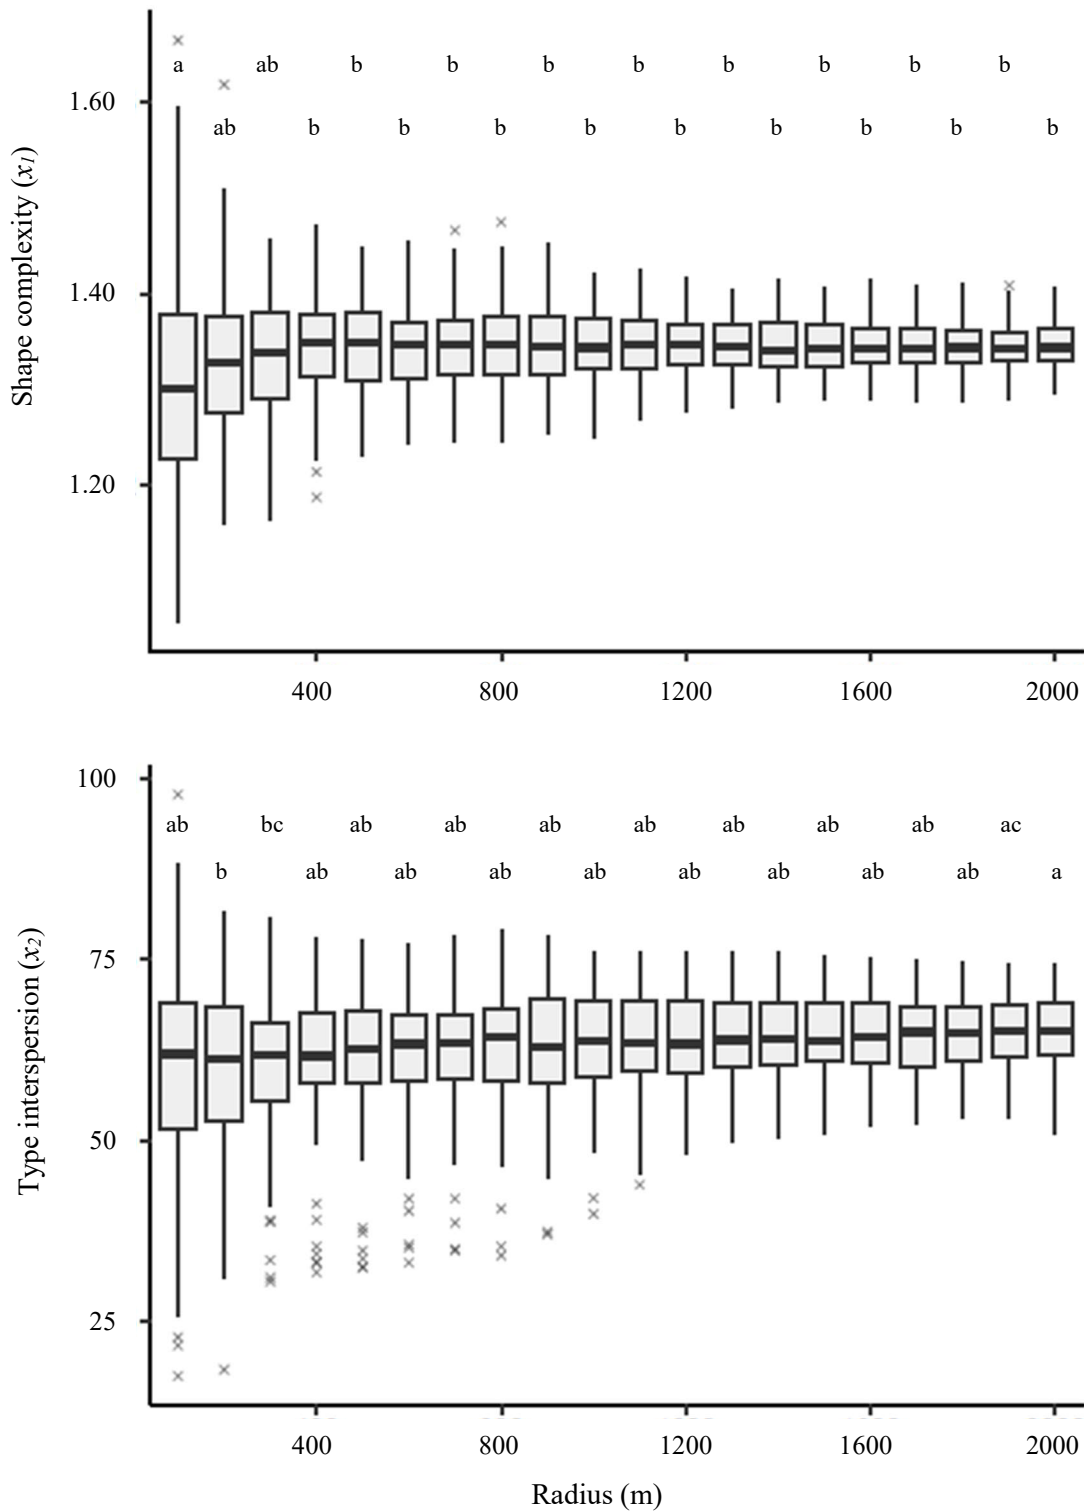 a ab b b b b b b b b
1.60
ab b b b b b b b b b
Shape complexity (x1)
1.40
1.20
400 800 1200 1600 2000
100
ab bc ab ab ab ab ab ab ab ac
b ab ab ab ab ab ab ab ab a
75
Type interspersion (x2)
50
25
400 800 1200 1600 2000
Radius (m)